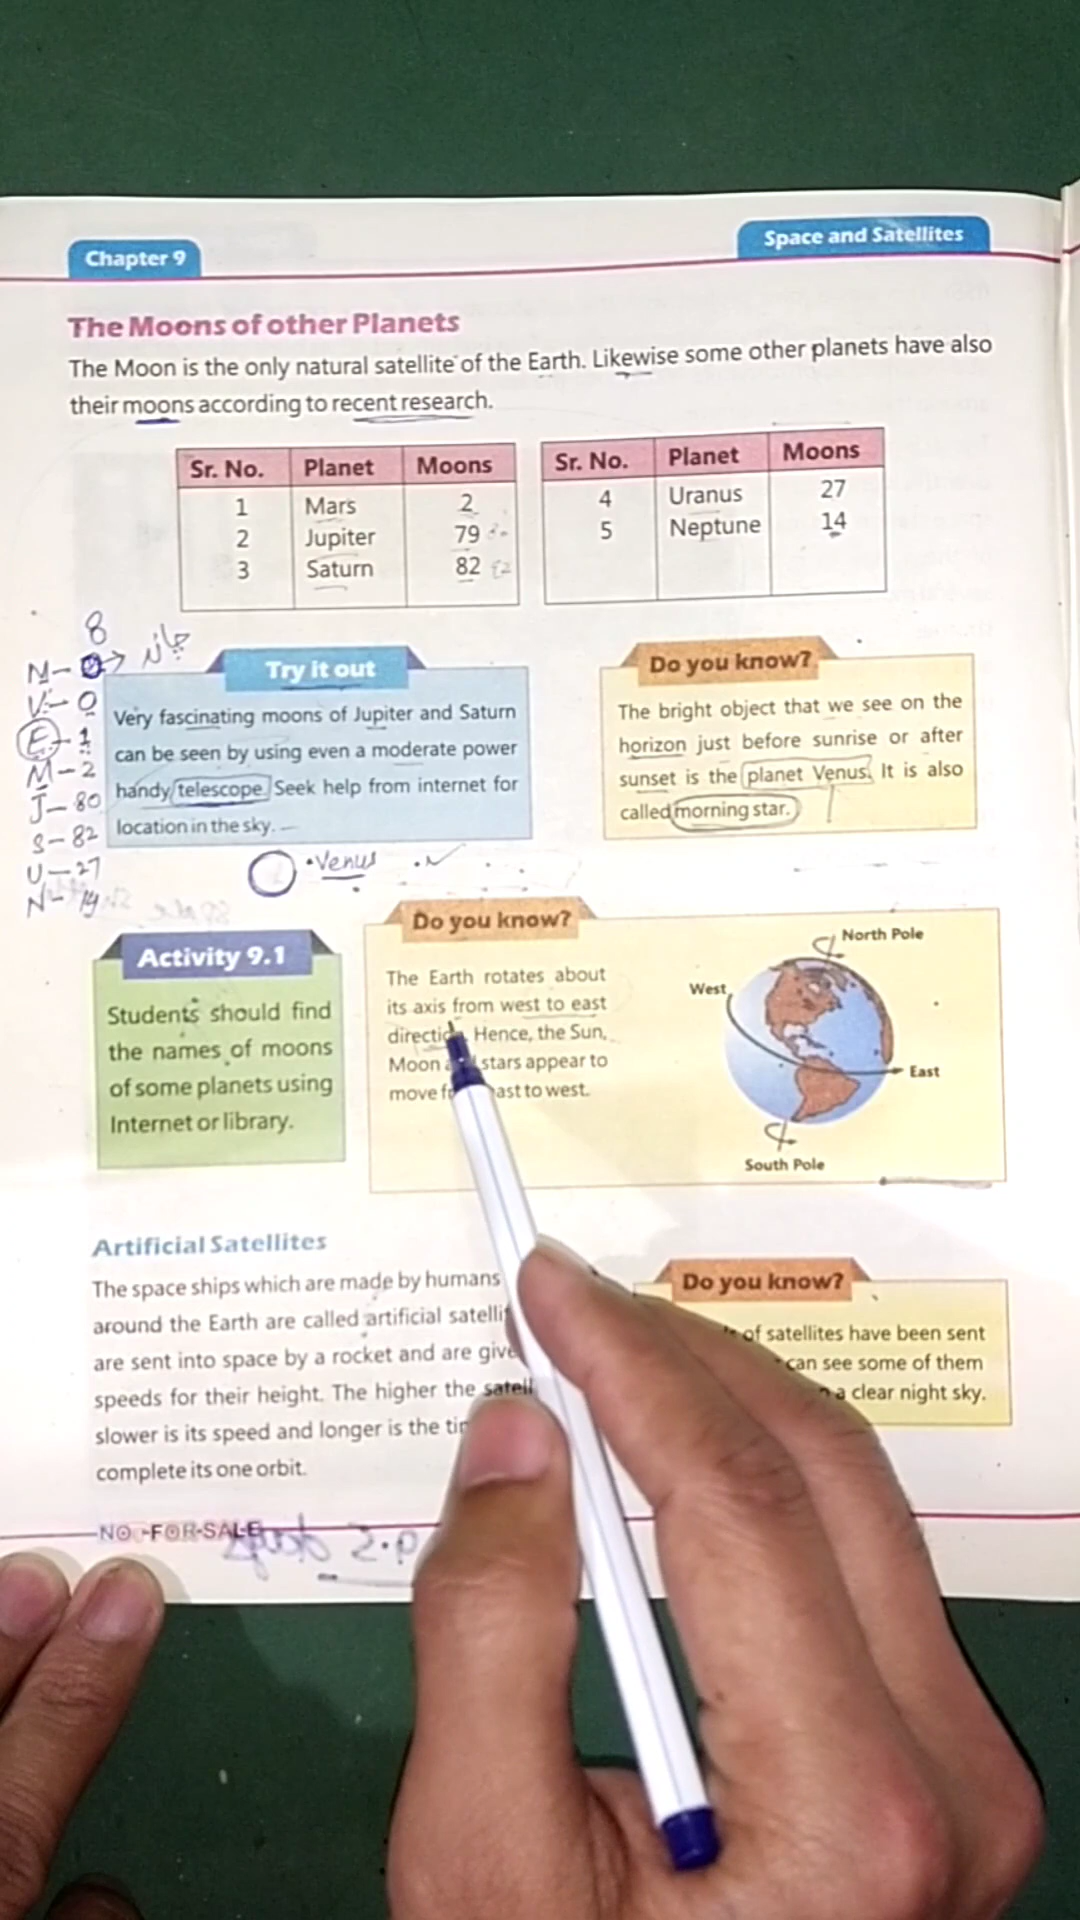 Chapter 9
Space and Satellites
The Moons of other Planets
The Moon is the only natural satellite of the Earth. Likewise some other planets have also
their moons according to recent research.
Sr. No. Planet Moons
1 Mars 2
2 Jupiter 79
3 Saturn 82
Sr. No. Planet Moons
4 Uranus 27
5 Neptune 14
8
M- چاند
V- 0
E- 1
M-2
J-80
S-82
U-27
N-14
Try it out
Very fascinating moons of Jupiter and Saturn
can be seen by using even a moderate power
handy telescope. Seek help from internet for
location in the sky.
Do you know?
The bright object that we see on the
horizon just before sunrise or after
sunset is the planet Venus. It is also
called morning star.
Venus
Activity 9.1
Students should find
the names of moons
of some planets using
Internet or library.
Do you know?
The Earth rotates about
its axis from west to east
Hence, the Sun,
Moon stars appear to
move to west.
North Pole
West
East
South Pole
Artificial Satellites
The space ships which are made by humans
around the Earth are called artificial
are sent into space by a rocket and are
speeds for their height. The higher the
slower is its speed and longer is the
complete its one orbit.
Do you know?
of satellites have been sent
can see some of them
a clear night sky.
NO -FOR-SALE